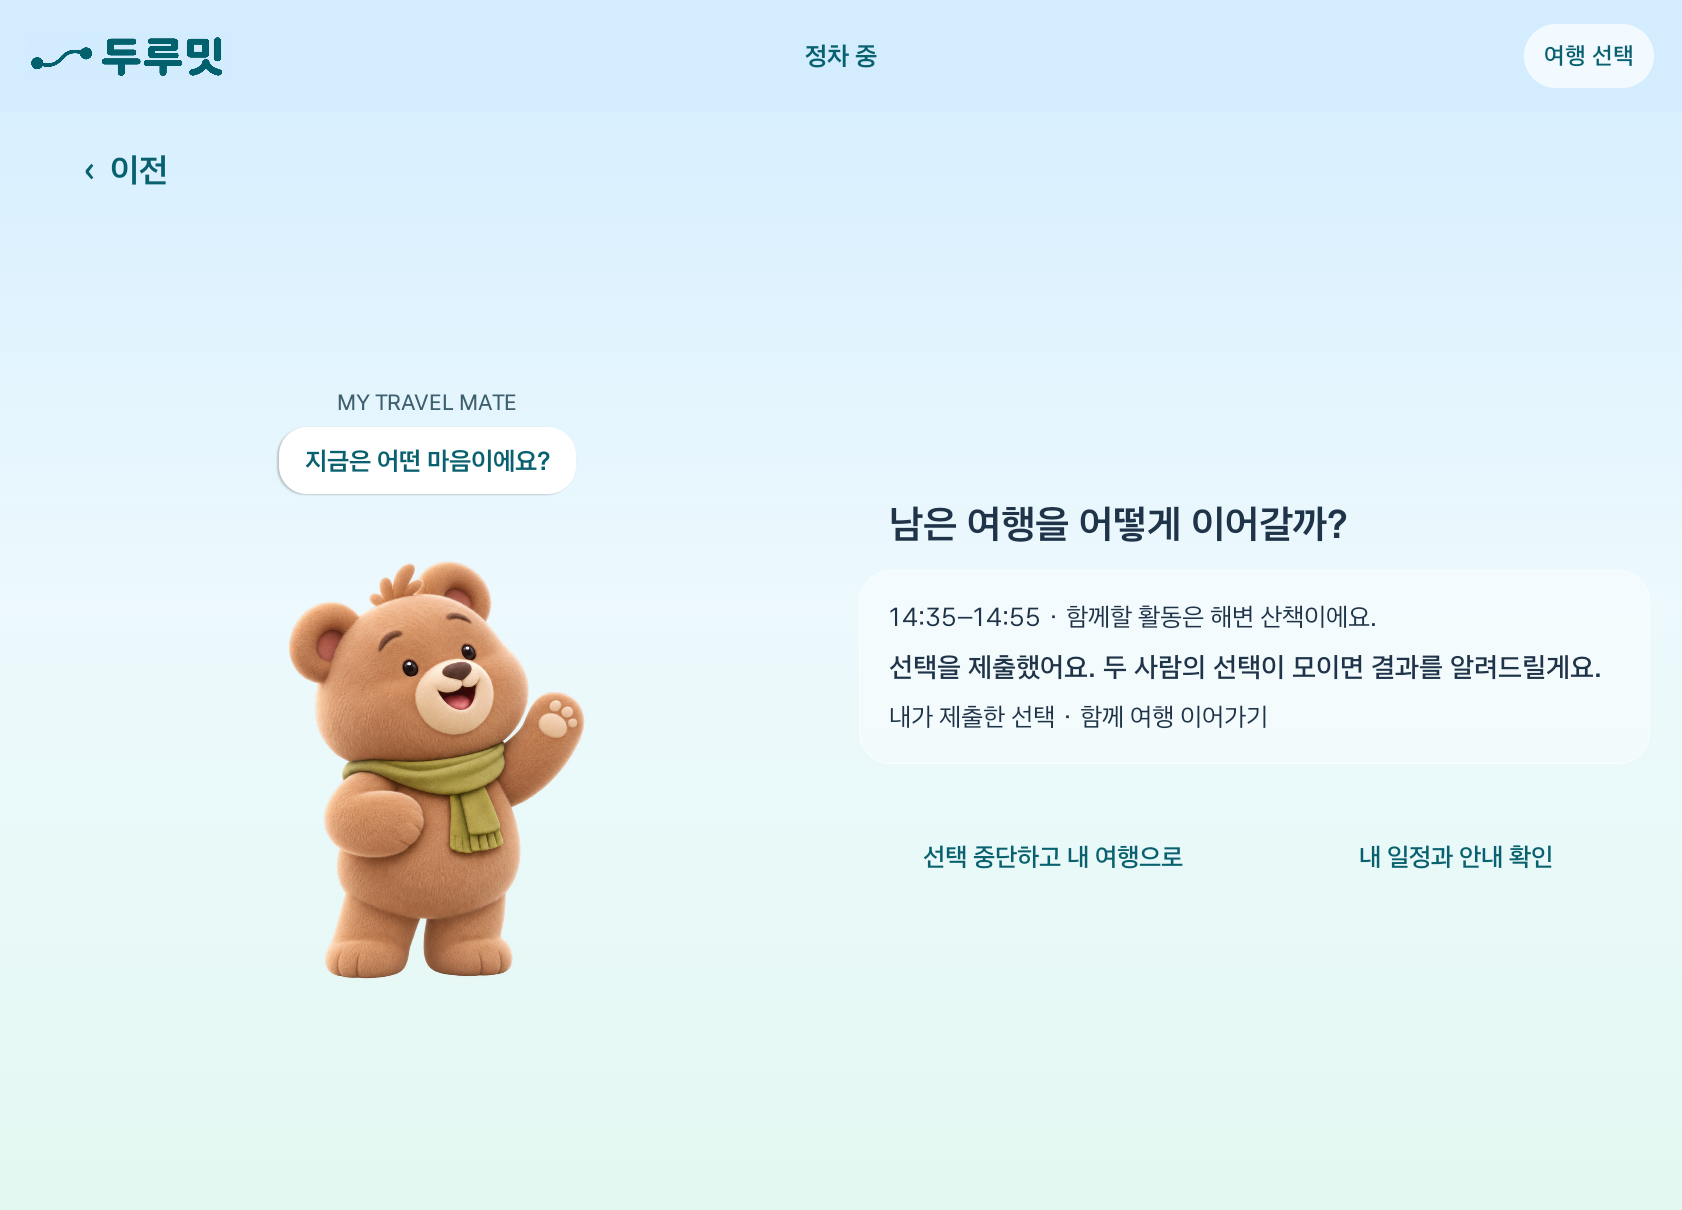 두루밋
정차 중
여행 선택
‹ 이전
MY TRAVEL MATE
지금은 어떤 마음이에요?
남은 여행을 어떻게 이어갈까?
14:35–14:55 · 함께할 활동은 해변 산책이에요.
선택을 제출했어요. 두 사람의 선택이 모이면 결과를 알려드릴게요.
내가 제출한 선택 · 함께 여행 이어가기
선택 중단하고 내 여행으로
내 일정과 안내 확인